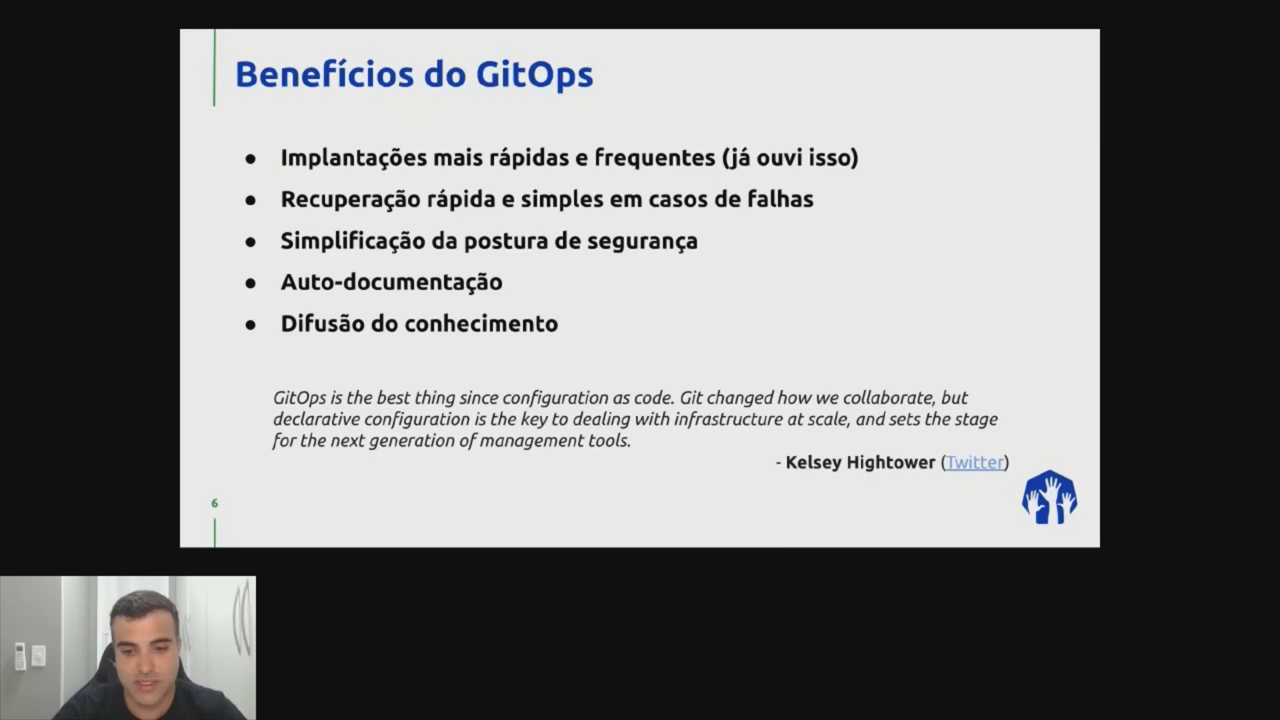 Benefícios do GitOps
● Implantações mais rápidas e frequentes (já ouvi isso)
● Recuperação rápida e simples em casos de falhas
● Simplificação da postura de segurança
● Auto-documentação
● Difusão do conhecimento
GitOps is the best thing since configuration as code. Git changed how we collaborate, but
declarative configuration is the key to dealing with infrastructure at scale, and sets the stage
for the next generation of management tools.
- Kelsey Hightower (Twitter)
6